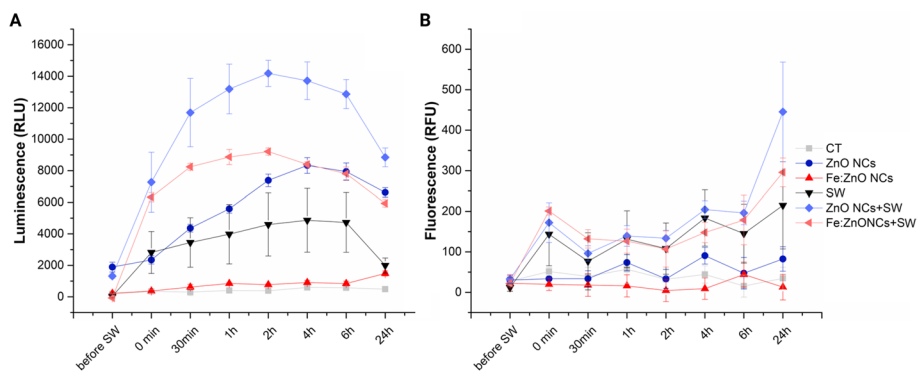 A
Luminescence (RLU)
16000
14000
12000
10000
8000
6000
4000
2000
0
before SW
0 min
30min
1h
2h
4h
6h
24h
B
Fluorescence (RFU)
600
500
400
300
200
100
0
before SW
0 min
30min
1h
2h
4h
6h
24h
CT
ZnO NCs
Fe:ZnO NCs
SW
ZnO NCs+SW
Fe:ZnONCs+SW